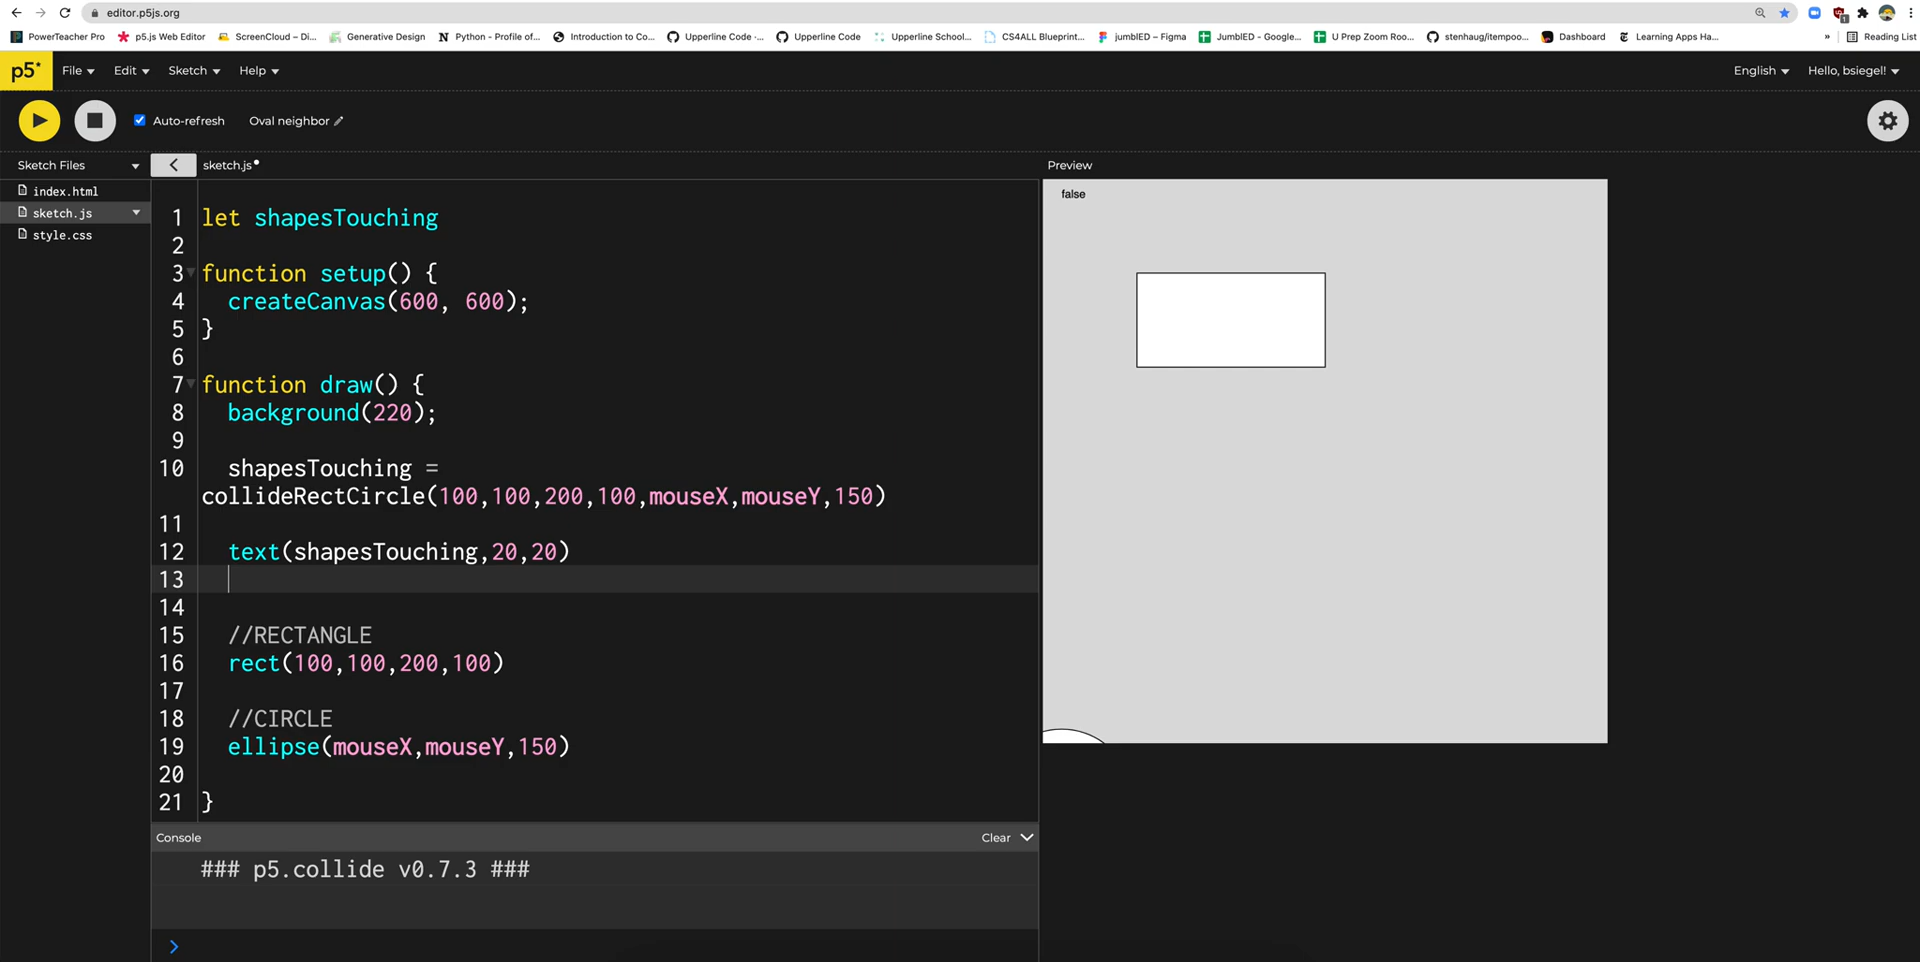 editor.p5js.org
PowerTeacher Pro p5.js Web Editor ScreenCloud – Di... Generative Design Python - Profile of... Introduction to Co... Upperline Code -... Upperline Code Upperline School... CS4ALL Blueprint... jumblED – Figma JumblED - Google... U Prep Zoom Roo... stenhaug/itempoo... Dashboard Learning Apps Ha... » Reading List
p5* File Edit Sketch Help English Hello, bsiegel!
Auto-refresh Oval neighbor
Sketch Files sketch.js Preview
index.html
sketch.js
style.css
1 let shapesTouching
2
3 function setup() {
4 createCanvas(600, 600);
5 }
6
7 function draw() {
8 background(220);
9
10 shapesTouching =
collideRectCircle(100,100,200,100,mouseX,mouseY,150)
11
12 text(shapesTouching,20,20)
13
14
15 //RECTANGLE
16 rect(100,100,200,100)
17
18 //CIRCLE
19 ellipse(mouseX,mouseY,150)
20
21 }
false
Console Clear
### p5.collide v0.7.3 ###
>